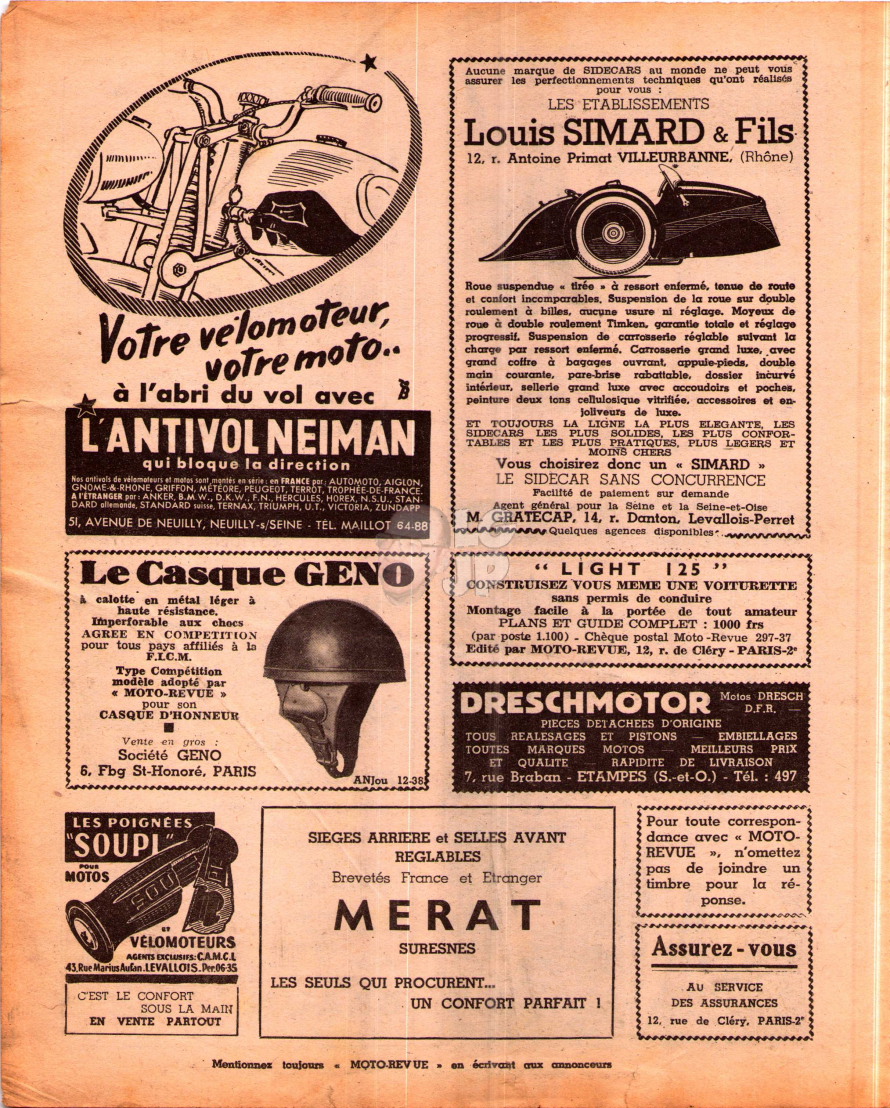 Votre vélomoteur,
votre moto..
à l'abri du vol avec
L'ANTIVOL NEIMAN
qui bloque la direction
Nos antivols de vélomoteurs et motos sont montés en série : en FRANCE par : AUTOMOTO, AIGLON,
GNOME-&-RHONE, GRIFFON, MÉTÉORE, PEUGEOT, TERROT, TROPHÉE-DE-FRANCE.
A l'ÉTRANGER par : ANKER, B.M.W., D.K.W., F.N., HERCULES, HOREX, N.S.U., STAN-
DARD allemande, STANDARD suisse, TERNAX, TRIUMPH, U.T., VICTORIA, ZUNDAPP
51, AVENUE DE NEUILLY, NEUILLY-s/SEINE - TÉL. MAILLOT 64-88
Aucune marque de SIDECARS au monde ne peut vous
assurer les perfectionnements techniques qu'ont réalisés
pour vous :
LES ETABLISSEMENTS
Louis SIMARD & Fils
12, r. Antoine Primat VILLEURBANNE, (Rhône)
Roue suspendue « tirée » à ressort enfermé, tenue de route
et confort incomparables. Suspension de la roue sur double
roulement à billes, aucune usure ni réglage. Moyeux de
roue à double roulement Timken, garantie totale et réglage
progressif. Suspension de carrosserie réglable suivant la
charge par ressort enfermé. Carrosserie grand luxe, avec
grand coffre à bagages ouvrant, appuie-pieds, double
main courante, pare-brise rabattable, dossier incurvé
intérieur, sellerie grand luxe avec accoudoirs et poches,
peinture deux tons cellulosique vitrifiée, accessoires et en-
joliveurs de luxe.
ET TOUJOURS LA LIGNE LA PLUS ELEGANTE, LES
SIDECARS LES PLUS SOLIDES, LES PLUS CONFOR-
TABLES ET LES PLUS PRATIQUES, PLUS LEGERS ET
MOINS CHERS
Vous choisirez donc un « SIMARD »
LE SIDECAR SANS CONCURRENCE
Facilité de paiement sur demande
Agent général pour la Seine et la Seine-et-Oise
M. GRATECAP, 14, r. Danton, Levallois-Perret
Quelques agences disponibles
Le Casque GENO
à calotte en métal léger à
haute résistance.
Imperforable aux chocs
AGREE EN COMPETITION
pour tous pays affiliés à la
F.I.C.M.
Type Compétition
modèle adopté par
« MOTO-REVUE »
pour son
CASQUE D'HONNEUR
Vente en gros :
Société GENO
6, Fbg St-Honoré, PARIS
ANJou 12-38
" LIGHT 125 "
CONSTRUISEZ VOUS MEME UNE VOITURETTE
sans permis de conduire
Montage facile à la portée de tout amateur
PLANS ET GUIDE COMPLET : 1000 frs
(par poste 1.100) - Chèque postal Moto-Revue 297-37
Edité par MOTO-REVUE, 12, r. de Cléry - PARIS-2e
DRESCHMOTOR Motos DRESCH
— D.F.R. —
PIECES DETACHEES D'ORIGINE
TOUS REALESAGES ET PISTONS — EMBIELLAGES
TOUTES MARQUES MOTOS — MEILLEURS PRIX
ET QUALITE — RAPIDITE DE LIVRAISON
7, rue Braban - ETAMPES (S.-et-O.) - Tél. : 497
LES POIGNÉES
"SOUPL"
POUR
MOTOS
ET
VÉLOMOTEURS
AGENTS EXCLUSIFS: C.A.M.C.L
43, Rue Marius Aufan. LEVALLOIS. Per. 06-35
C'EST LE CONFORT
SOUS LA MAIN
EN VENTE PARTOUT
SIEGES ARRIERE et SELLES AVANT
REGLABLES
Brevetés France et Etranger
MERAT
SURESNES
LES SEULS QUI PROCURENT...
UN CONFORT PARFAIT !
Pour toute correspon-
dance avec « MOTO-
REVUE », n'omettez
pas de joindre un
timbre pour la ré-
ponse.
Assurez-vous
AU SERVICE
DES ASSURANCES
12, rue de Cléry, PARIS-2e
Mentionnez toujours « MOTO-REVUE » en écrivant aux annonceurs